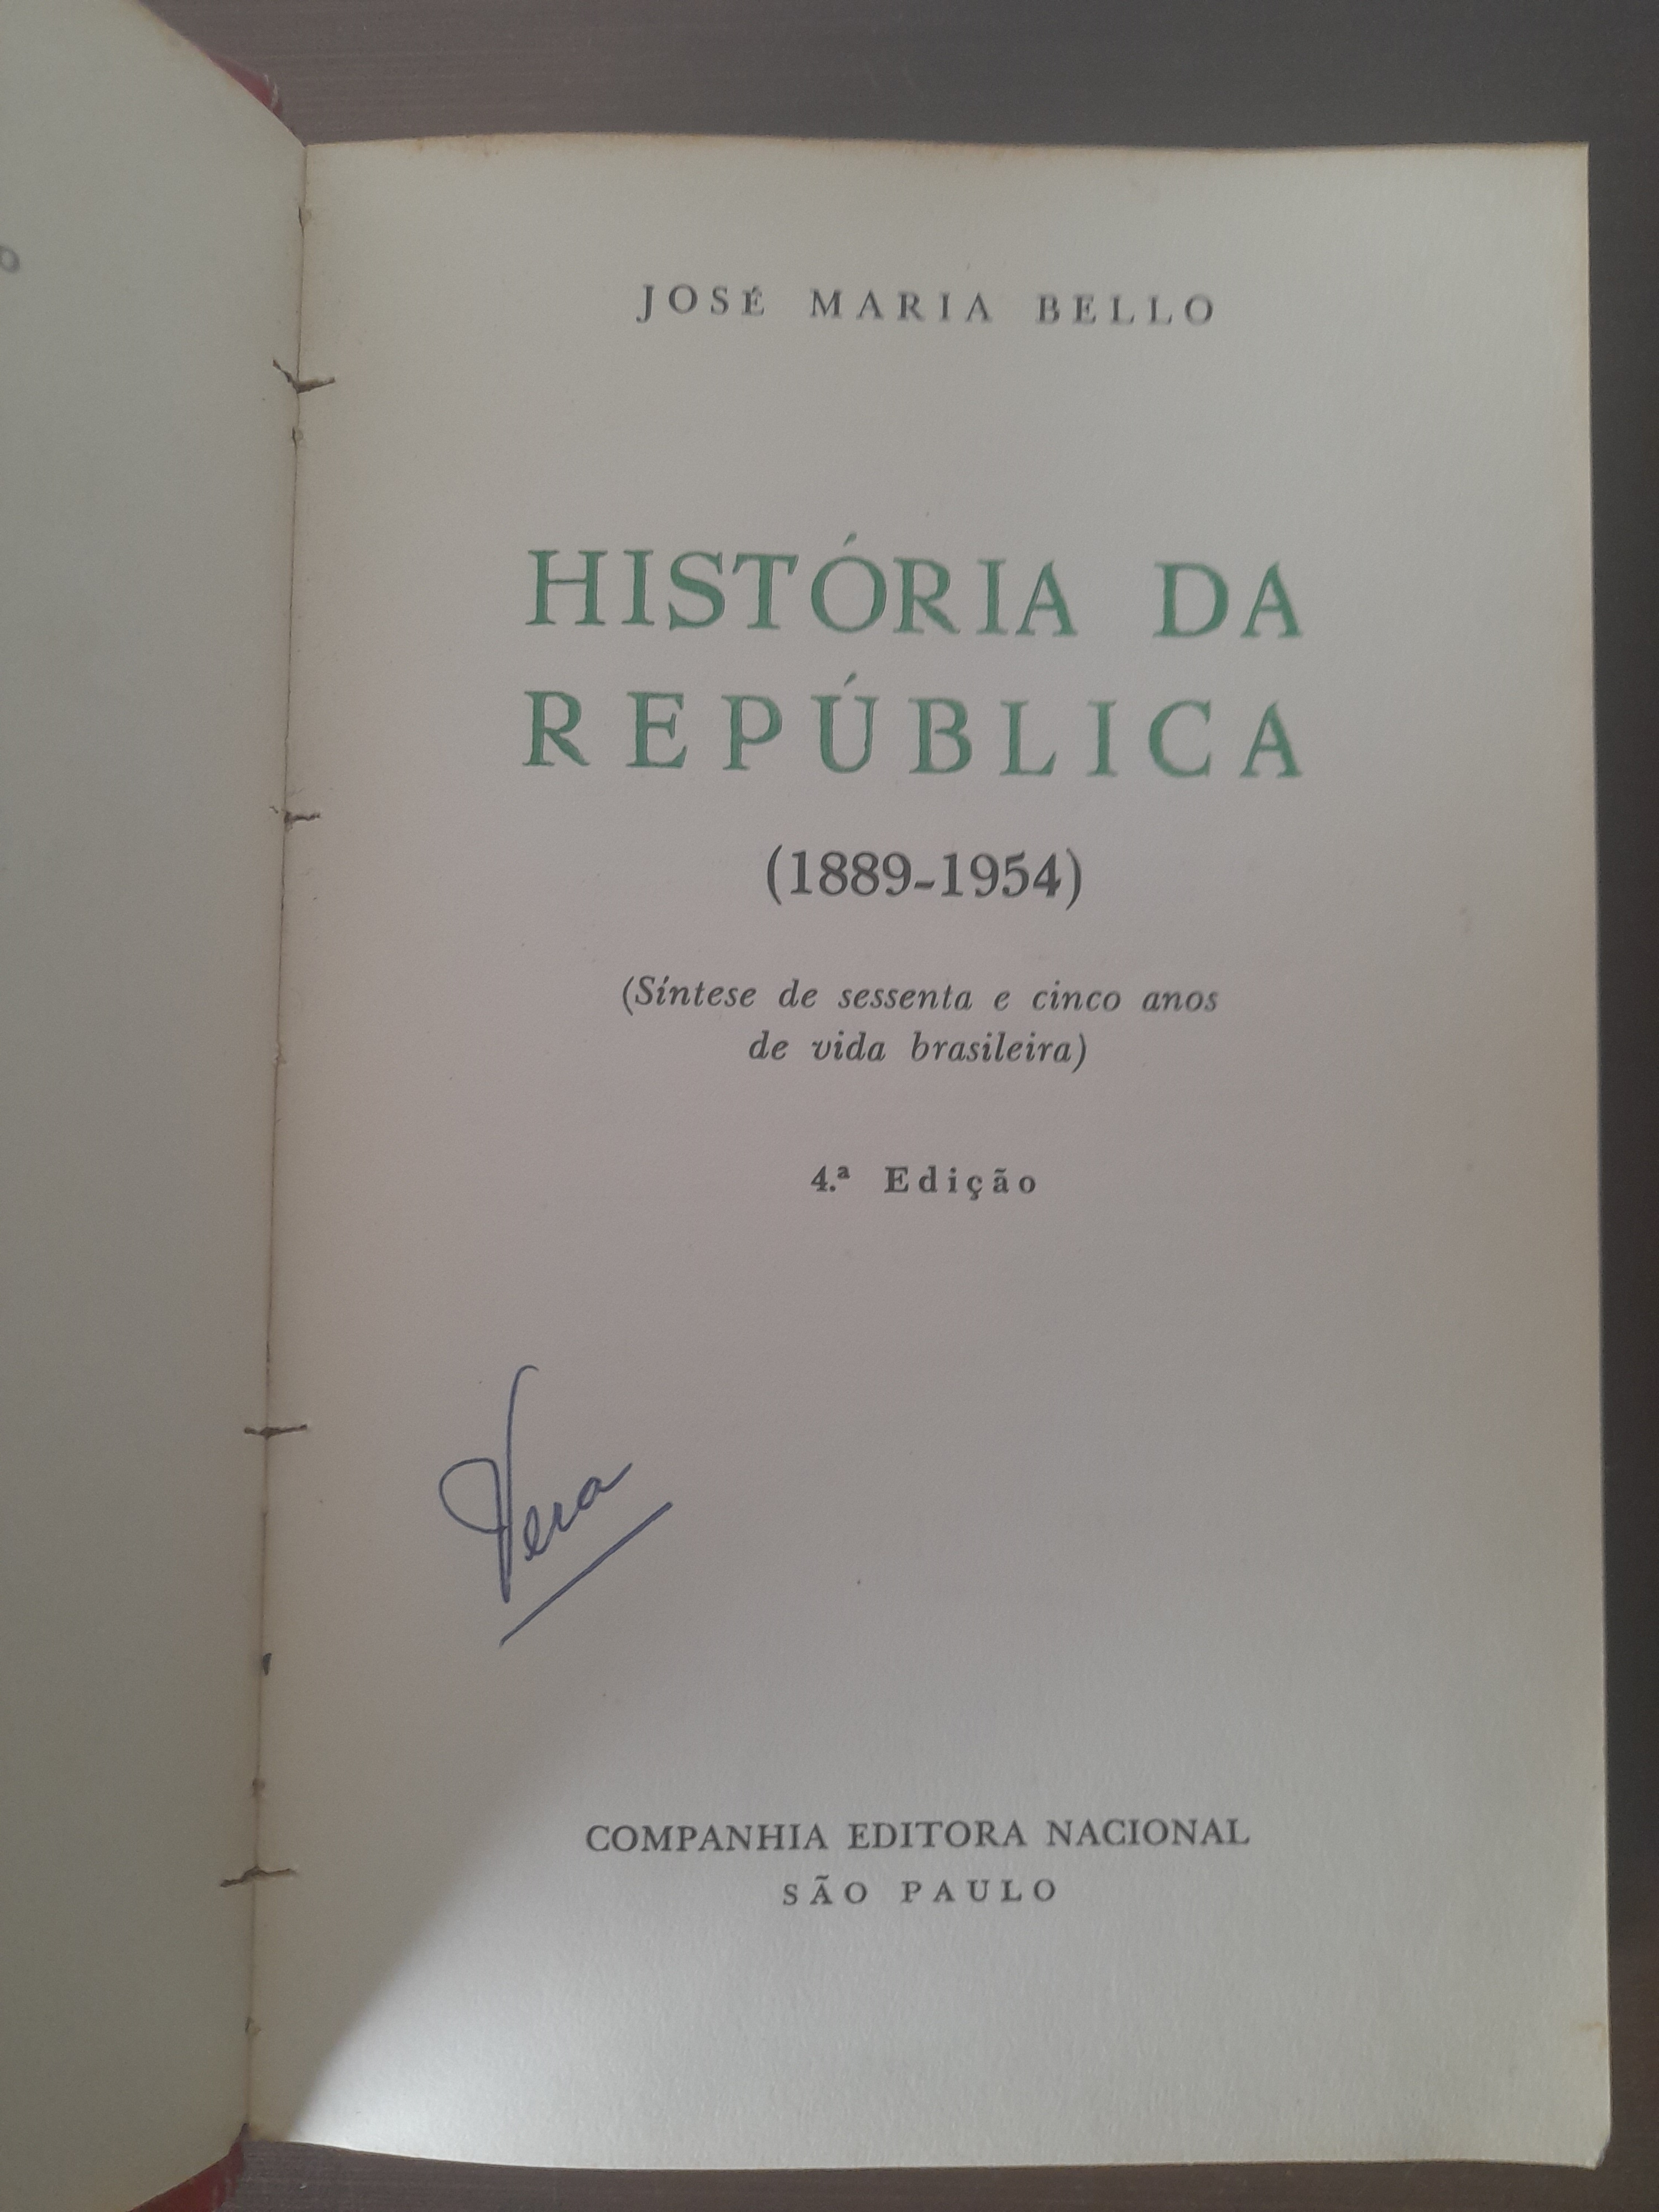 JOSÉ MARIA BELLO
HISTÓRIA DA
REPÚBLICA
(1889-1954)
(Síntese de sessenta e cinco anos
de vida brasileira)
4.ª Edição
Vera
COMPANHIA EDITORA NACIONAL
SÃO PAULO